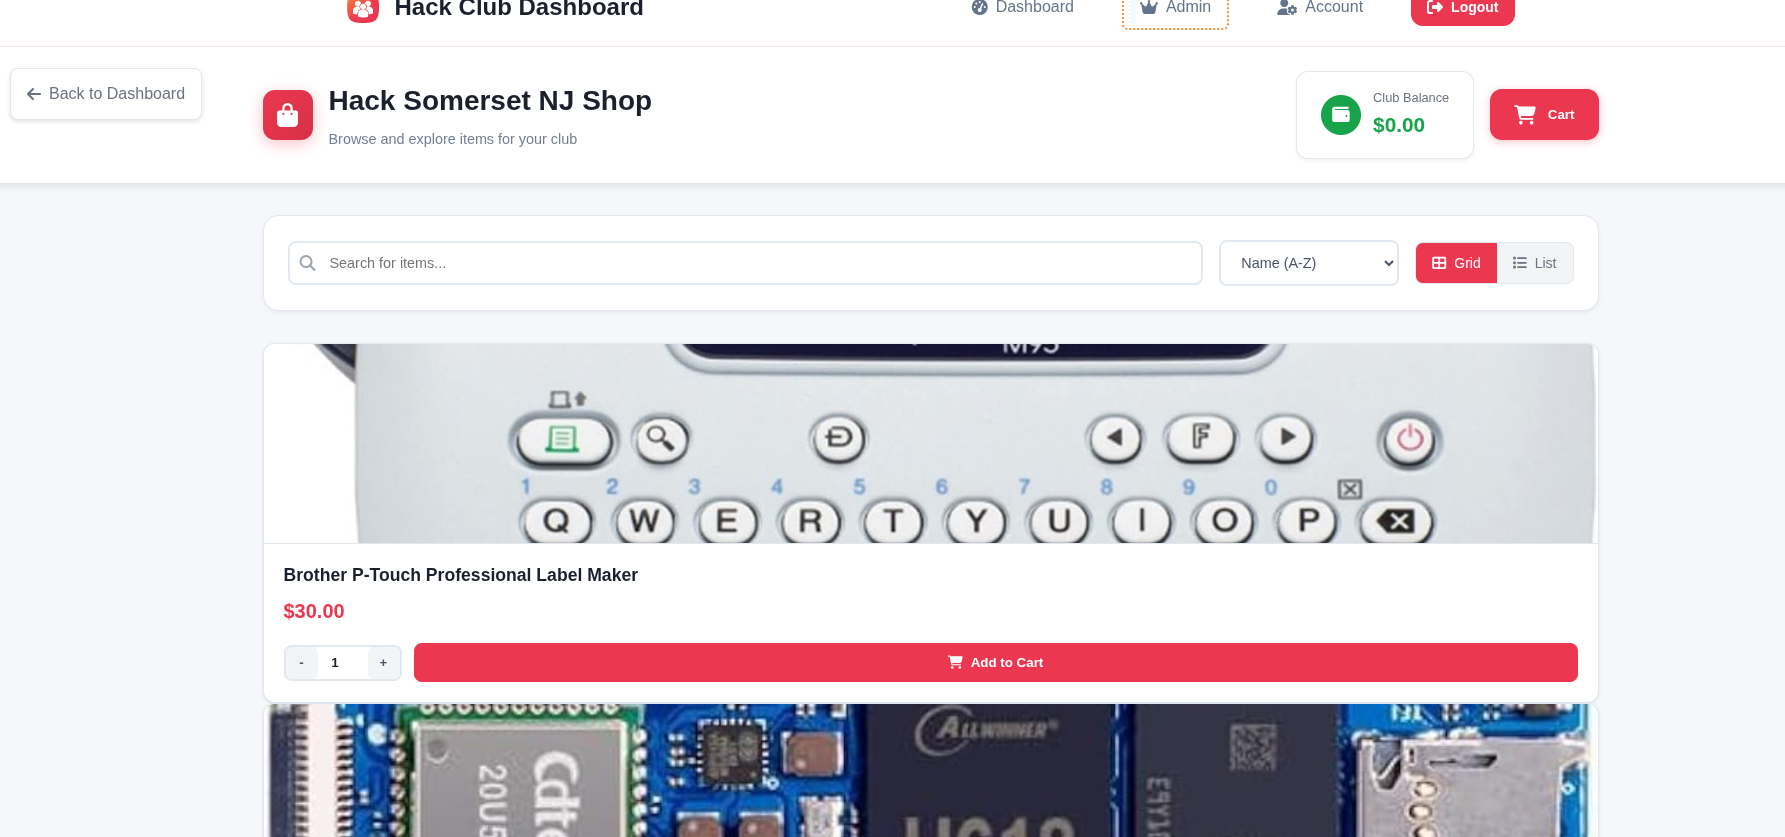 Hack Club Dashboard
Dashboard
Admin
Account
Logout
Back to Dashboard
Hack Somerset NJ Shop
Browse and explore items for your club
Club Balance
$0.00
Cart
Search for items...
Name (A-Z)
Grid
List
M95
F
1 2 3 4 5 6 7 8 9 0
Q W E R T Y U I O P
Brother P-Touch Professional Label Maker
$30.00
- 1 +
Add to Cart
ALLWINNER®
H618